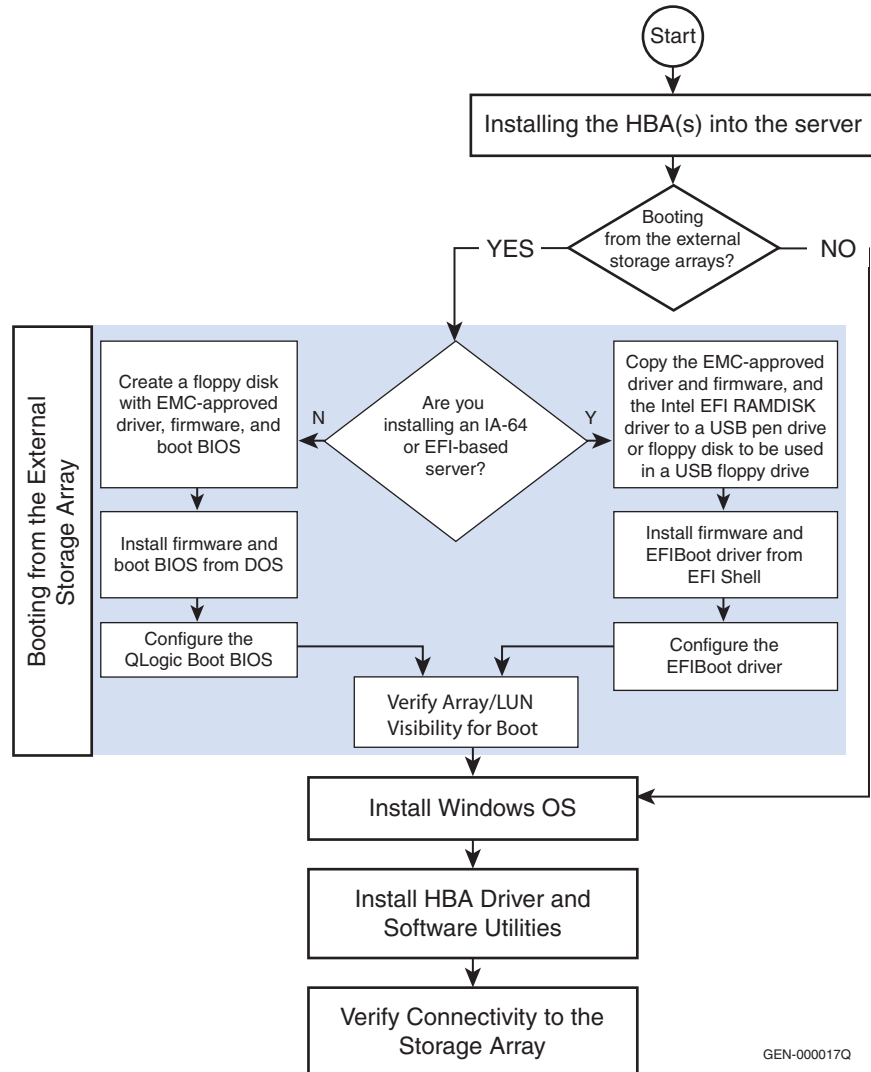 Start
Installing the HBA(s) into the server
Booting
from the external
storage arrays?
YES
NO
Booting from the External
Storage Array
Create a floppy disk
with EMC-approved
driver, firmware, and
boot BIOS
N
Are you
installing an IA-64
or EFI-based
server?
Y
Copy the EMC-approved
driver and firmware, and
the Intel EFI RAMDISK
driver to a USB pen drive
or floppy disk to be used
in a USB floppy drive
Install firmware and
boot BIOS from DOS
Install firmware and
EFIBoot driver from
EFI Shell
Configure the
QLogic Boot BIOS
Configure the
EFIBoot driver
Verify Array/LUN
Visibility for Boot
Install Windows OS
Install HBA Driver and
Software Utilities
Verify Connectivity to the
Storage Array
GEN-000017Q